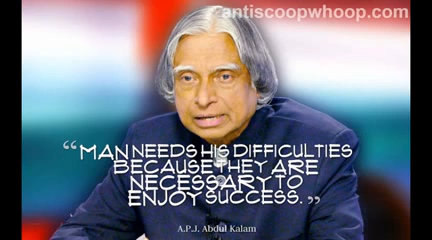 antiscoopwhoop.com
“MAN NEEDS HIS DIFFICULTIES
BECAUSE THEY ARE
NECESSARY TO
ENJOY SUCCESS.”
A.P.J. Abdul Kalam